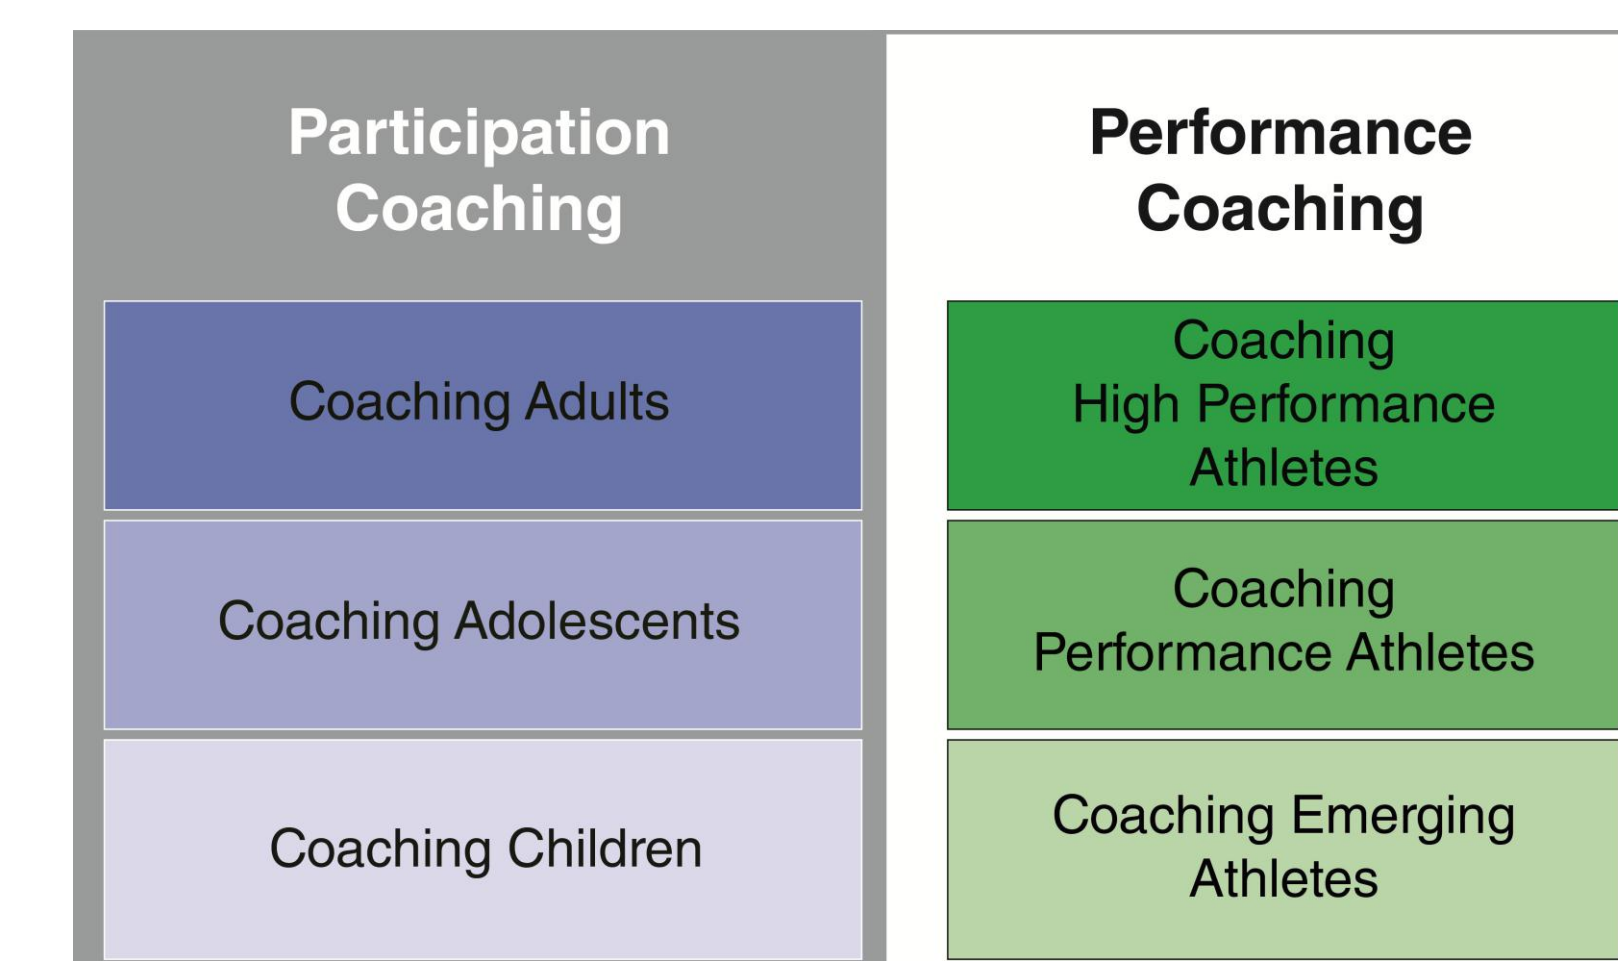 Participation
Coaching
Coaching Adults
Coaching Adolescents
Coaching Children
Performance
Coaching
Coaching
High Performance
Athletes
Coaching
Performance Athletes
Coaching Emerging
Athletes